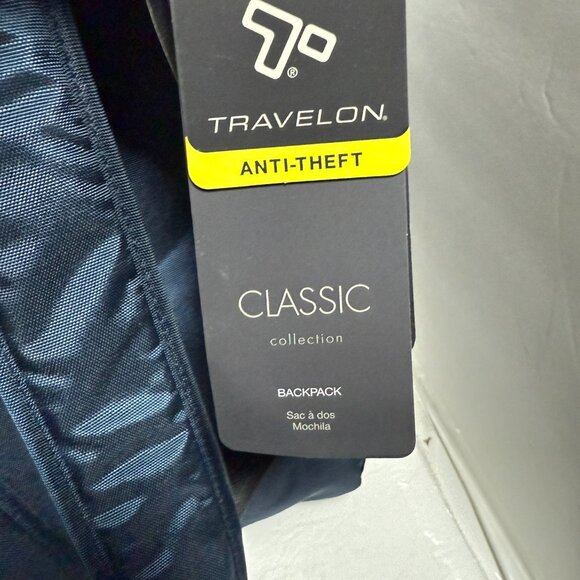 ®
TRAVELON®
ANTI-THEFT
CLASSIC
collection
BACKPACK
Sac à dos
Mochila